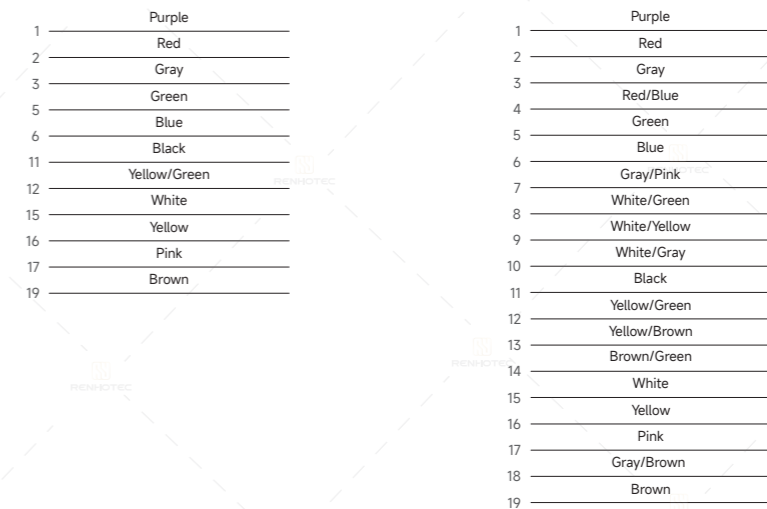 Purple
1
Red
2
Gray
3
Green
5
Blue
6
Black
11
Yellow/Green
12
White
15
Yellow
16
Pink
17
Brown
19
Purple
1
Red
2
Gray
3
Red/Blue
4
Green
5
Blue
6
Gray/Pink
7
White/Green
8
White/Yellow
9
White/Gray
10
Black
11
Yellow/Green
12
Yellow/Brown
13
Brown/Green
14
White
15
Yellow
16
Pink
17
Gray/Brown
18
Brown
19
RENHOTEC
RENHOTEC
RENHOTEC
RENHOTEC